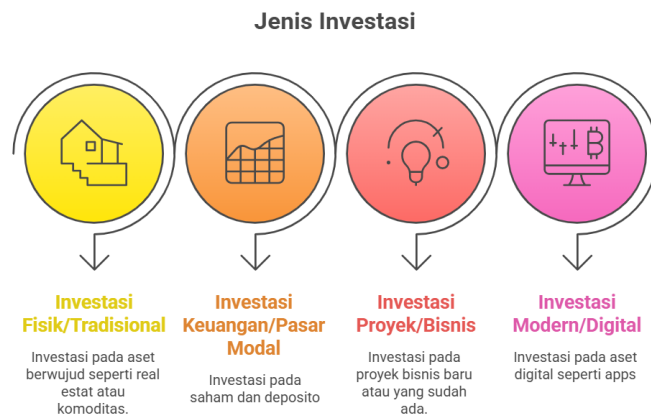 Jenis Investasi
Investasi
Fisik/Tradisional
Investasi pada aset
berwujud seperti real
estat atau
komoditas.
Investasi
Keuangan/Pasar
Modal
Investasi pada
saham dan deposito
Investasi
Proyek/Bisnis
Investasi pada
proyek bisnis baru
atau yang sudah
ada.
Investasi
Modern/Digital
Investasi pada aset
digital seperti apps